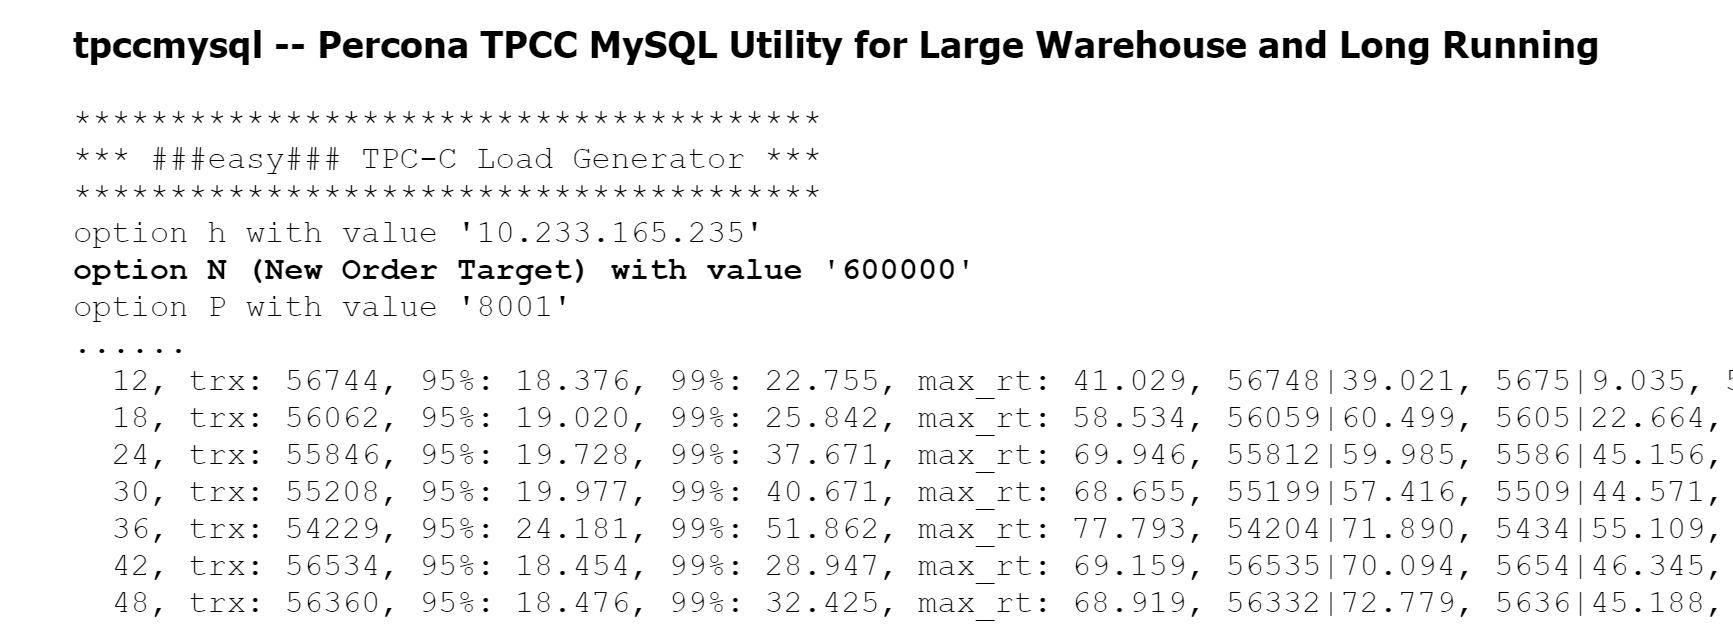 tpccmysql -- Percona TPCC MySQL Utility for Large Warehouse and Long Running
***************************************
*** ###easy### TPC-C Load Generator ***
***************************************
option h with value '10.233.165.235'
option N (New Order Target) with value '600000'
option P with value '8001'
......
12, trx: 56744, 95%: 18.376, 99%: 22.755, max_rt: 41.029, 56748|39.021, 5675|9.035,
18, trx: 56062, 95%: 19.020, 99%: 25.842, max_rt: 58.534, 56059|60.499, 5605|22.664,
24, trx: 55846, 95%: 19.728, 99%: 37.671, max_rt: 69.946, 55812|59.985, 5586|45.156,
30, trx: 55208, 95%: 19.977, 99%: 40.671, max_rt: 68.655, 55199|57.416, 5509|44.571,
36, trx: 54229, 95%: 24.181, 99%: 51.862, max_rt: 77.793, 54204|71.890, 5434|55.109,
42, trx: 56534, 95%: 18.454, 99%: 28.947, max_rt: 69.159, 56535|70.094, 5654|46.345,
48, trx: 56360, 95%: 18.476, 99%: 32.425, max_rt: 68.919, 56332|72.779, 5636|45.188,